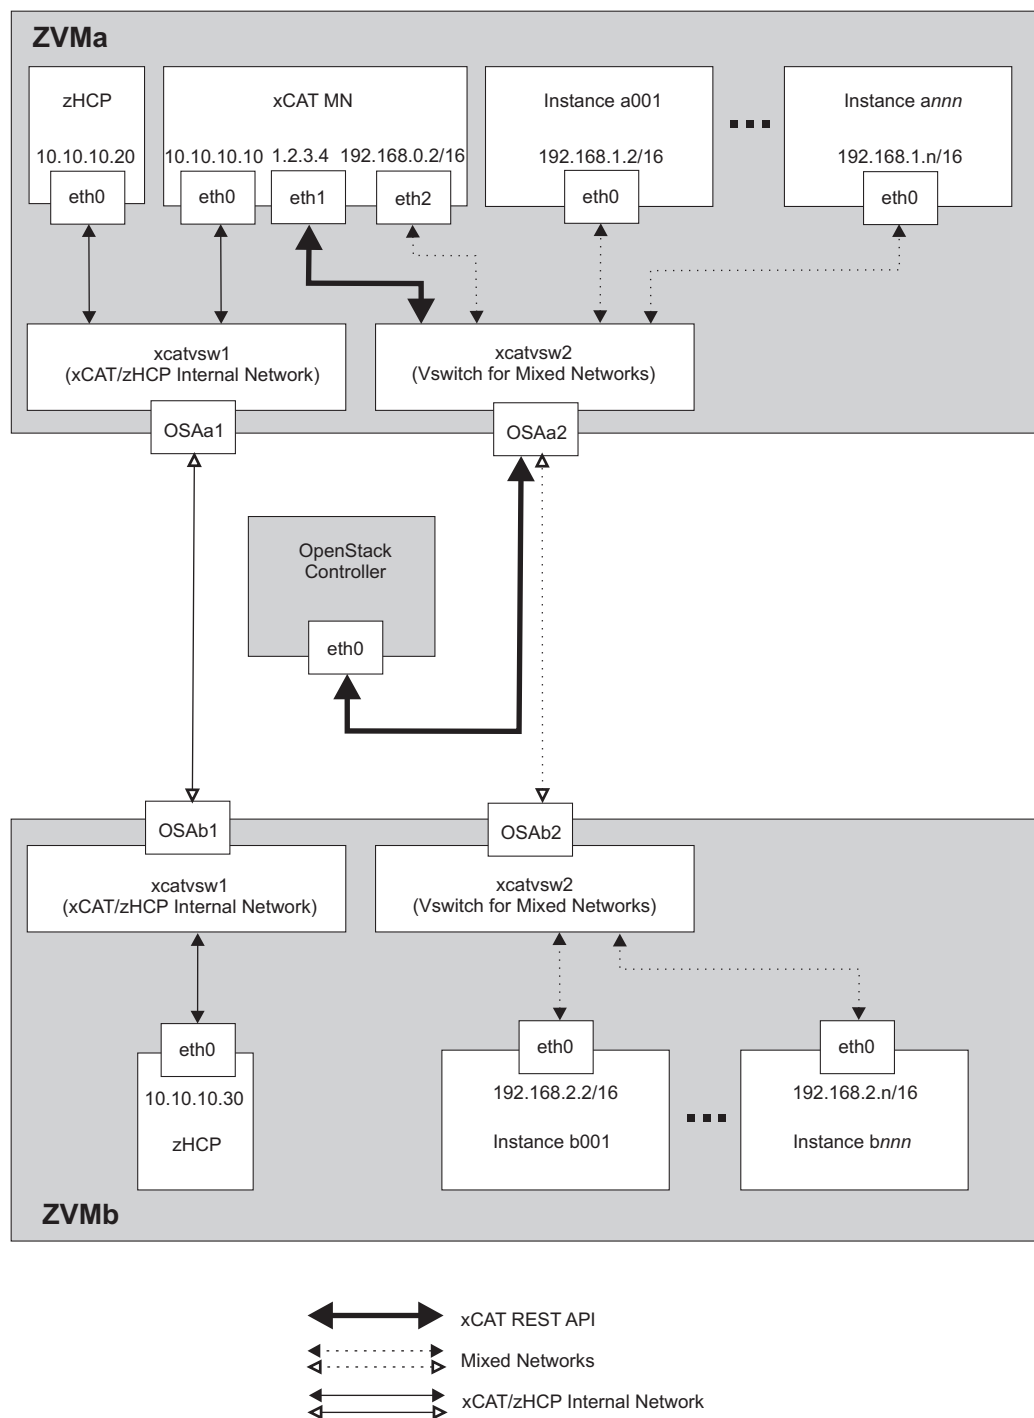 ZVMa
zHCP
xCAT MN
Instance a001
Instance annn
10.10.10.20
10.10.10.10
1.2.3.4
192.168.0.2/16
192.168.1.2/16
192.168.1.n/16
eth0
eth0
eth1
eth2
eth0
eth0
xcatvsw1
(xCAT/zHCP Internal Network)
xcatvsw2
(Vswitch for Mixed Networks)
OSAa1
OSAa2
OpenStack
Controller
eth0
OSAb1
OSAb2
xcatvsw1
(xCAT/zHCP Internal Network)
xcatvsw2
(Vswitch for Mixed Networks)
eth0
eth0
eth0
10.10.10.30
192.168.2.2/16
192.168.2.n/16
zHCP
Instance b001
Instance bnnn
ZVMb
xCAT REST API
Mixed Networks
xCAT/zHCP Internal Network